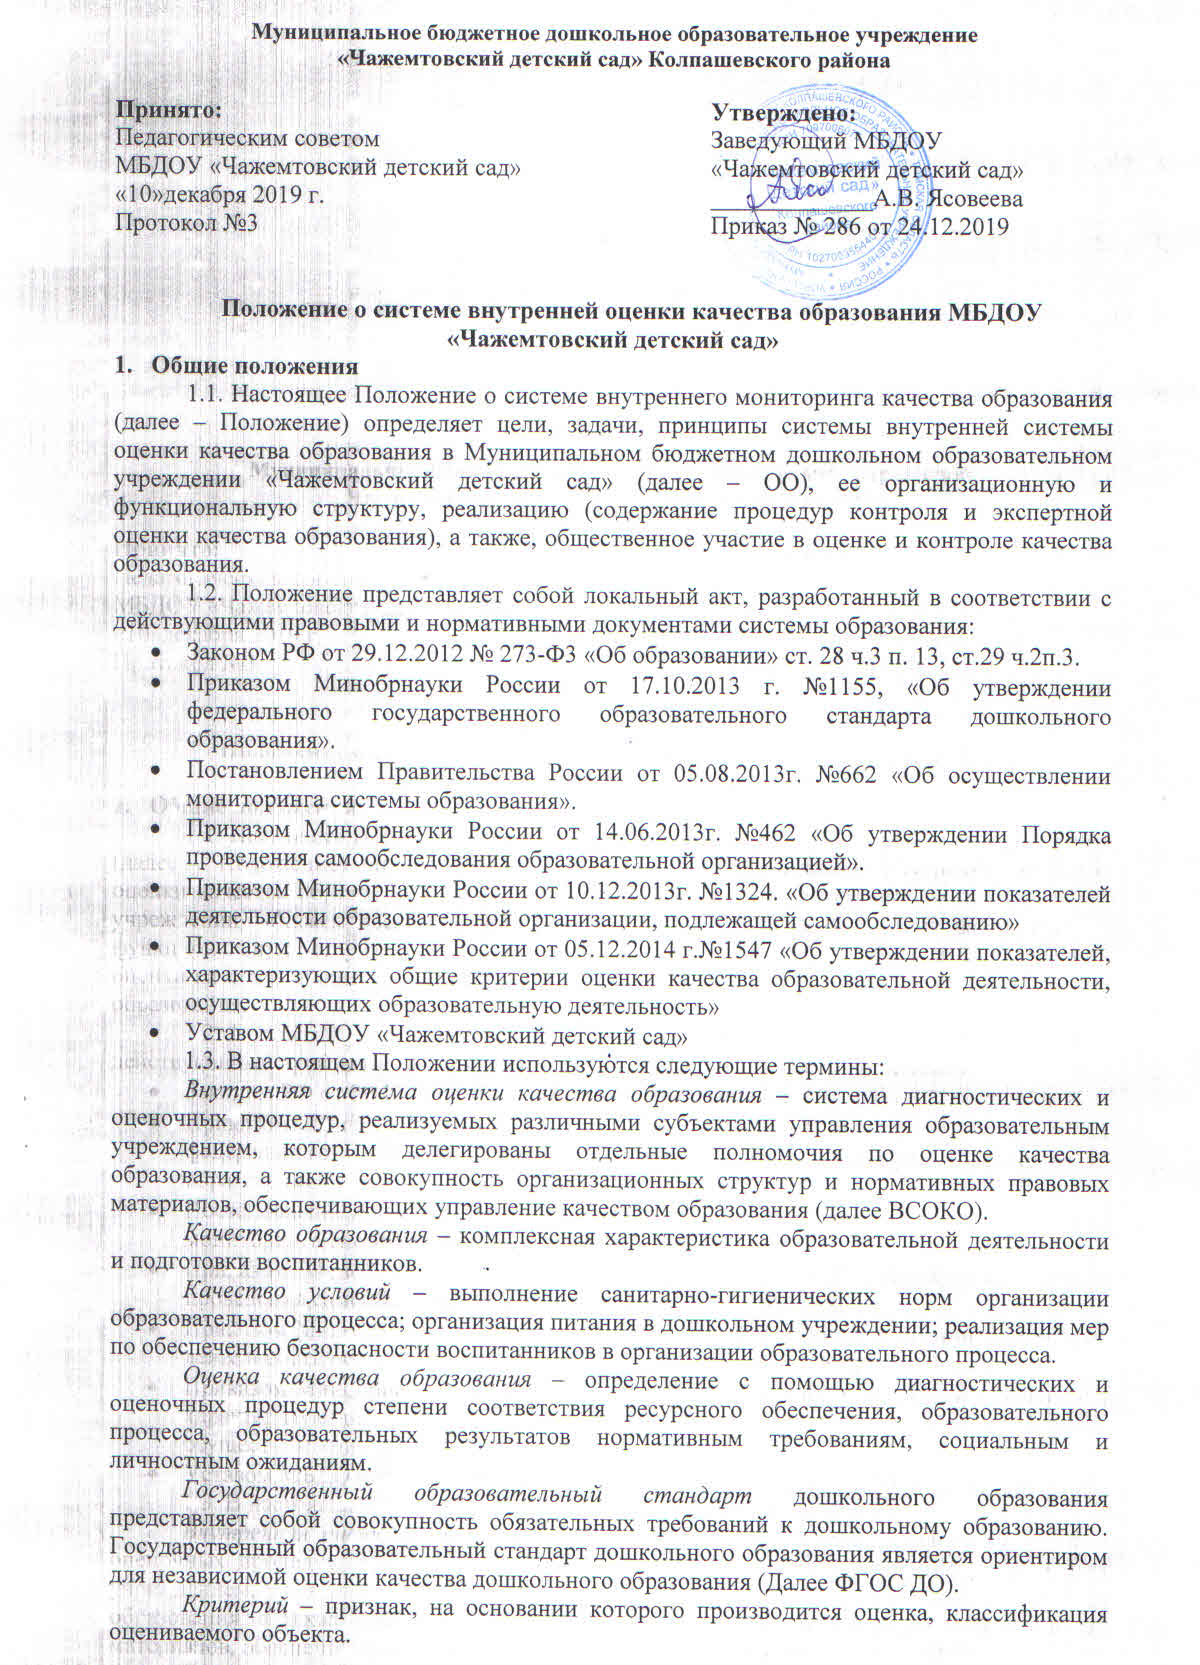 Муниципальное бюджетное дошкольное образовательное учреждение
«Чажемтовский детский сад» Колпашевского района
Принято:
Педагогическим советом
МБДОУ «Чажемтовский детский сад»
«10»декабря 2019 г.
Протокол №3
Утверждено:
Заведующий МБДОУ
«Чажемтовский детский сад»
А.В. Ясовеева
Приказ № 286 от 24.12.2019
Положение о системе внутренней оценки качества образования МБДОУ
«Чажемтовский детский сад»
1. Общие положения
1.1. Настоящее Положение о системе внутреннего мониторинга качества образования
(далее – Положение) определяет цели, задачи, принципы системы внутренней системы
оценки качества образования в Муниципальном бюджетном дошкольном образовательном
учреждении «Чажемтовский детский сад» (далее – ОО), ее организационную и
функциональную структуру, реализацию (содержание процедур контроля и экспертной
оценки качества образования), а также, общественное участие в оценке и контроле качества
образования.
1.2. Положение представляет собой локальный акт, разработанный в соответствии с
действующими правовыми и нормативными документами системы образования:
• Законом РФ от 29.12.2012 № 273-ФЗ «Об образовании» ст. 28 ч.3 п. 13, ст.29 ч.2п.3.
• Приказом Минобрнауки России от 17.10.2013 г. №1155, «Об утверждении
федерального государственного образовательного стандарта дошкольного
образования».
• Постановлением Правительства России от 05.08.2013г. №662 «Об осуществлении
мониторинга системы образования».
• Приказом Минобрнауки России от 14.06.2013г. №462 «Об утверждении Порядка
проведения самообследования образовательной организацией».
• Приказом Минобрнауки России от 10.12.2013г. №1324. «Об утверждении показателей
деятельности образовательной организации, подлежащей самообследованию»
• Приказом Минобрнауки России от 05.12.2014 г.№1547 «Об утверждении показателей,
характеризующих общие критерии оценки качества образовательной деятельности,
осуществляющих образовательную деятельность»
• Уставом МБДОУ «Чажемтовский детский сад»
1.3. В настоящем Положении используются следующие термины:
Внутренняя система оценки качества образования – система диагностических и
оценочных процедур, реализуемых различными субъектами управления образовательным
учреждением, которым делегированы отдельные полномочия по оценке качества
образования, а также совокупность организационных структур и нормативных правовых
материалов, обеспечивающих управление качеством образования (далее ВСОКО).
Качество образования – комплексная характеристика образовательной деятельности
и подготовки воспитанников.
Качество условий – выполнение санитарно-гигиенических норм организации
образовательного процесса; организация питания в дошкольном учреждении; реализация мер
по обеспечению безопасности воспитанников в организации образовательного процесса.
Оценка качества образования – определение с помощью диагностических и
оценочных процедур степени соответствия ресурсного обеспечения, образовательного
процесса, образовательных результатов нормативным требованиям, социальным и
личностным ожиданиям.
Государственный образовательный стандарт дошкольного образования
представляет собой совокупность обязательных требований к дошкольному образованию.
Государственный образовательный стандарт дошкольного образования является ориентиром
для независимой оценки качества дошкольного образования (Далее ФГОС ДО).
Критерий – признак, на основании которого производится оценка, классификация
оцениваемого объекта.